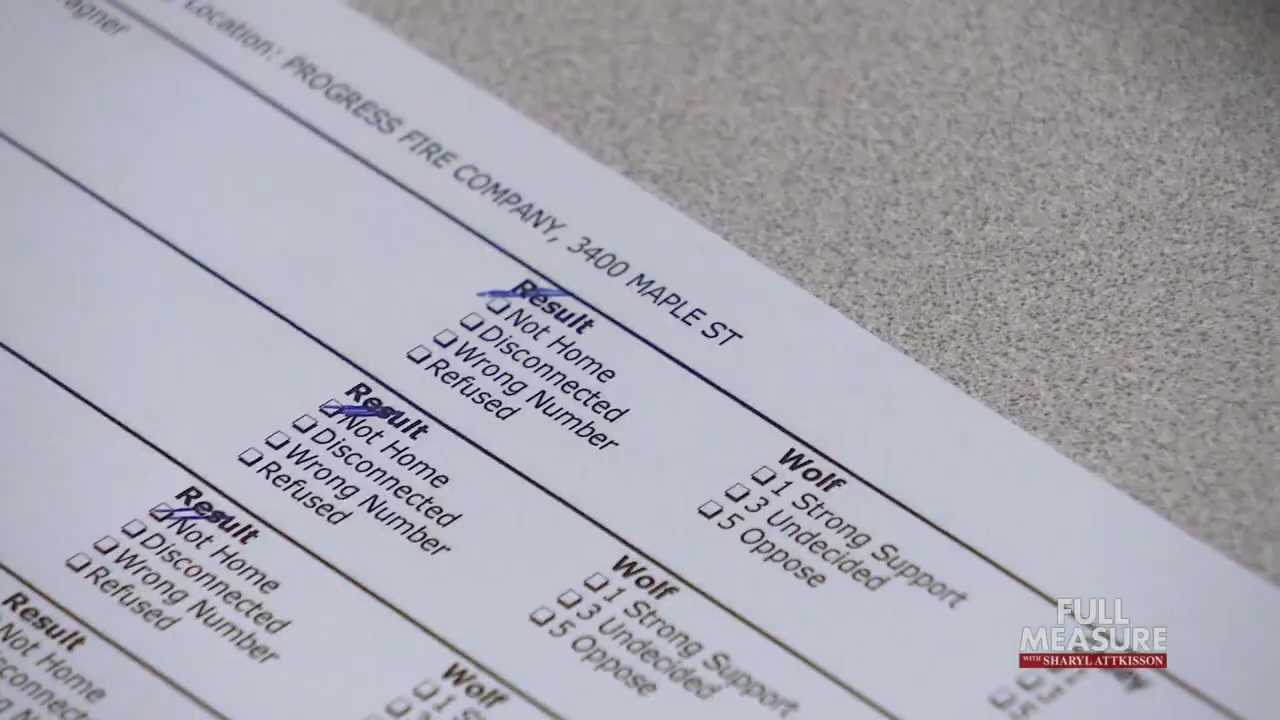 Location: PROGRESS FIRE COMPANY, 3400 MAPLE ST
Result
Not Home
Disconnected
Wrong Number
Refused
Wolf
1 Strong Support
3 Undecided
5 Oppose
Result
Not Home
Disconnected
Wrong Number
Refused
Wolf
1 Strong Support
3 Undecided
5 Oppose
Result
Not Home
Disconnected
Wrong Number
Refused
Wolf
Result
Not Home
FULL
MEASURE
WITH SHARYL ATTKISSON